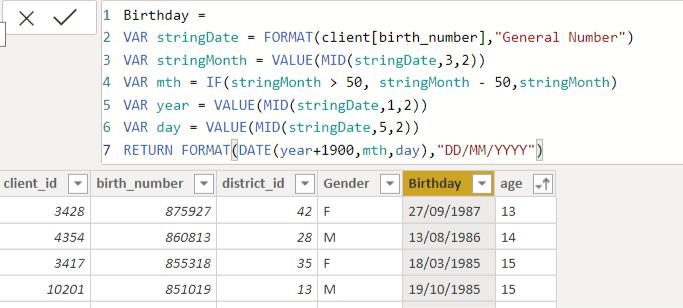 1 Birthday =
2 VAR stringDate = FORMAT(client[birth_number],"General Number")
3 VAR stringMonth = VALUE(MID(stringDate,3,2))
4 VAR mth = IF(stringMonth > 50, stringMonth - 50,stringMonth)
5 VAR year = VALUE(MID(stringDate,1,2))
6 VAR day = VALUE(MID(stringDate,5,2))
7 RETURN FORMAT(DATE(year+1900,mth,day),"DD/MM/YYYY")
client_id birth_number district_id Gender Birthday age
3428 875927 42 F 27/09/1987 13
4354 860813 28 M 13/08/1986 14
3417 855318 35 F 18/03/1985 15
10201 851019 13 M 19/10/1985 15